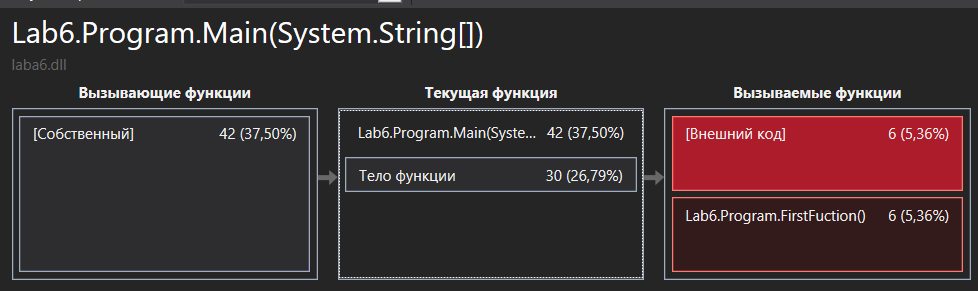 Lab6.Program.Main(System.String[])
laba6.dll
Вызывающие функции
Текущая функция
Вызываемые функции
[Собственный] 42 (37,50%)
Lab6.Program.Main(Syste... 42 (37,50%)
Тело функции 30 (26,79%)
[Внешний код] 6 (5,36%)
Lab6.Program.FirstFuction() 6 (5,36%)